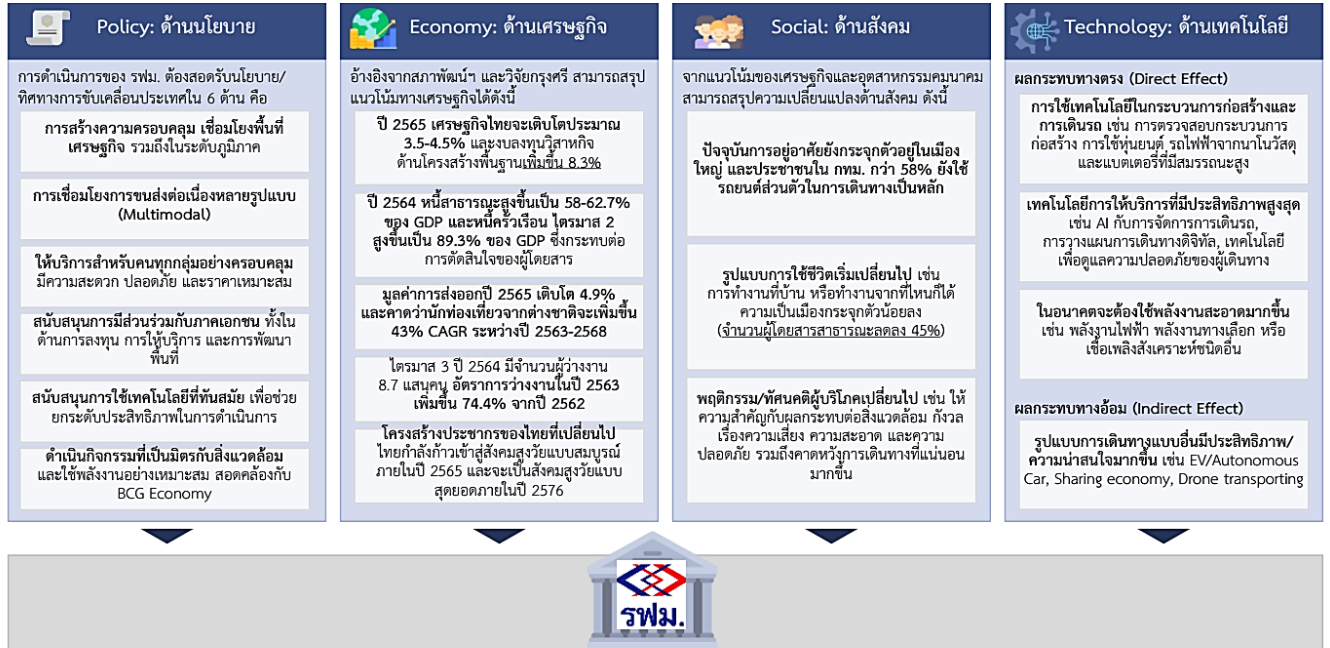 Policy: ด้านนโยบาย
การดำเนินการของ รฟม. ต้องสอดรับนโยบาย/
ทิศทางการขับเคลื่อนประเทศใน 6 ด้าน คือ
การสร้างความครอบคลุม เชื่อมโยงพื้นที่
เศรษฐกิจ รวมถึงในระดับภูมิภาค
การเชื่อมโยงการขนส่งต่อเนื่องหลายรูปแบบ
(Multimodal)
ให้บริการสำหรับคนทุกกลุ่มอย่างครอบคลุม
มีความสะดวก ปลอดภัย และราคาเหมาะสม
สนับสนุนการมีส่วนร่วมกับภาคเอกชน ทั้งใน
ด้านการลงทุน การให้บริการ และการพัฒนา
พื้นที่
สนับสนุนการใช้เทคโนโลยีที่ทันสมัย เพื่อช่วย
ยกระดับประสิทธิภาพในการดำเนินการ
ดำเนินกิจกรรมที่เป็นมิตรกับสิ่งแวดล้อม
และใช้พลังงานอย่างเหมาะสม สอดคล้องกับ
BCG Economy
Economy: ด้านเศรษฐกิจ
อ้างอิงจากสภาพัฒน์ฯ และวิจัยกรุงศรี สามารถสรุป
แนวโน้มทางเศรษฐกิจได้ดังนี้
ปี 2565 เศรษฐกิจไทยจะเติบโตประมาณ
3.5-4.5% และงบลงทุนวิสาหกิจ
ด้านโครงสร้างพื้นฐานเพิ่มขึ้น 8.3%
ปี 2564 หนี้สาธารณะสูงขึ้นเป็น 58-62.7%
ของ GDP และหนี้ครัวเรือน ไตรมาส 2
สูงขึ้นเป็น 89.3% ของ GDP ซึ่งกระทบต่อ
การตัดสินใจของผู้โดยสาร
มูลค่าการส่งออกปี 2565 เติบโต 4.9%
และคาดว่านักท่องเที่ยวจากต่างชาติจะเพิ่มขึ้น
43% CAGR ระหว่างปี 2563-2568
ไตรมาส 3 ปี 2564 มีจำนวนผู้ว่างงาน
8.7 แสนคน อัตราการว่างงานในปี 2563
เพิ่มขึ้น 74.4% จากปี 2562
โครงสร้างประชากรของไทยที่เปลี่ยนไป
ไทยกำลังก้าวเข้าสู่สังคมสูงวัยแบบสมบูรณ์
ภายในปี 2565 และจะเป็นสังคมสูงวัยแบบ
สุดยอดภายในปี 2576
Social: ด้านสังคม
จากแนวโน้มของเศรษฐกิจและอุตสาหกรรมคมนาคม
สามารถสรุปความเปลี่ยนแปลงด้านสังคม ดังนี้
ปัจจุบันการอยู่อาศัยยังกระจุกตัวอยู่ในเมือง
ใหญ่ และประชาชนใน กทม. กว่า 58% ยังใช้
รถยนต์ส่วนตัวในการเดินทางเป็นหลัก
รูปแบบการใช้ชีวิตเริ่มเปลี่ยนไป เช่น
การทำงานที่บ้าน หรือทำงานจากที่ไหนก็ได้
ความเป็นเมืองกระจุกตัวน้อยลง
(จำนวนผู้โดยสารสาธารณะลดลง 45%)
พฤติกรรม/ทัศนคติผู้บริโภคเปลี่ยนไป เช่น ให้
ความสำคัญกับผลกระทบต่อสิ่งแวดล้อม กังวล
เรื่องความเสี่ยง ความสะอาด และความ
ปลอดภัย รวมถึงคาดหวังการเดินทางที่แน่นอน
มากขึ้น
Technology: ด้านเทคโนโลยี
ผลกระทบทางตรง (Direct Effect)
การใช้เทคโนโลยีในกระบวนการก่อสร้างและ
การเดินรถ เช่น การตรวจสอบกระบวนการ
ก่อสร้าง การใช้หุ่นยนต์ รถไฟฟ้าจากนาโนวัสดุ
และแบตเตอรี่ที่มีสมรรถนะสูง
เทคโนโลยีการให้บริการที่มีประสิทธิภาพสูงสุด
เช่น AI กับการจัดการการเดินรถ,
การวางแผนการเดินทางดิจิทัล, เทคโนโลยี
เพื่อดูแลความปลอดภัยของผู้เดินทาง
ในอนาคตจะต้องใช้พลังงานสะอาดมากขึ้น
เช่น พลังงานไฟฟ้า พลังงานทางเลือก หรือ
เชื้อเพลิงสังเคราะห์ชนิดอื่น
ผลกระทบทางอ้อม (Indirect Effect)
รูปแบบการเดินทางแบบอื่นมีประสิทธิภาพ/
ความน่าสนใจมากขึ้น เช่น EV/Autonomous
Car, Sharing economy, Drone transporting
รฟม.